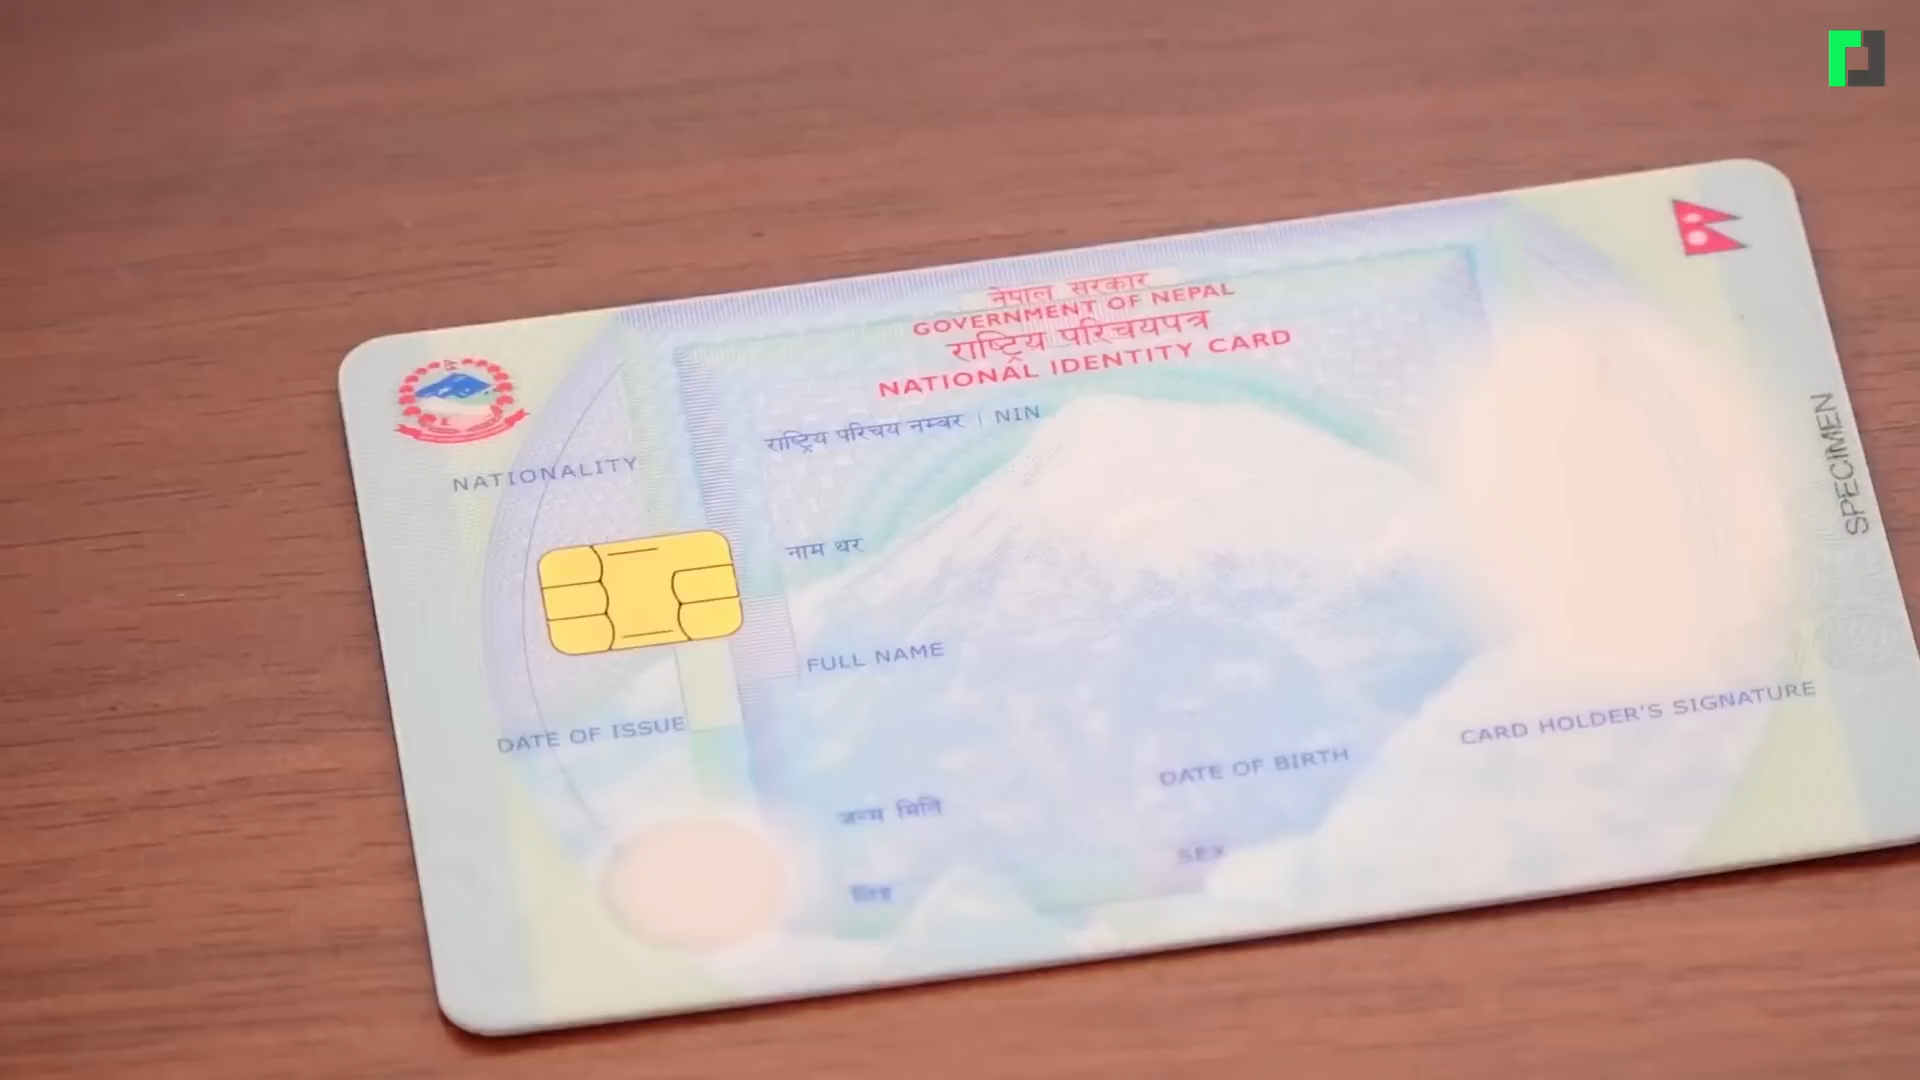 नेपाल सरकार
GOVERNMENT OF NEPAL
राष्ट्रिय परिचयपत्र
NATIONAL IDENTITY CARD
राष्ट्रिय परिचय नम्बर | NIN
NATIONALITY
नाम थर
FULL NAME
DATE OF ISSUE
CARD HOLDER'S SIGNATURE
जन्म मिति
DATE OF BIRTH
लिङ्ग
SEX
SPECIMEN